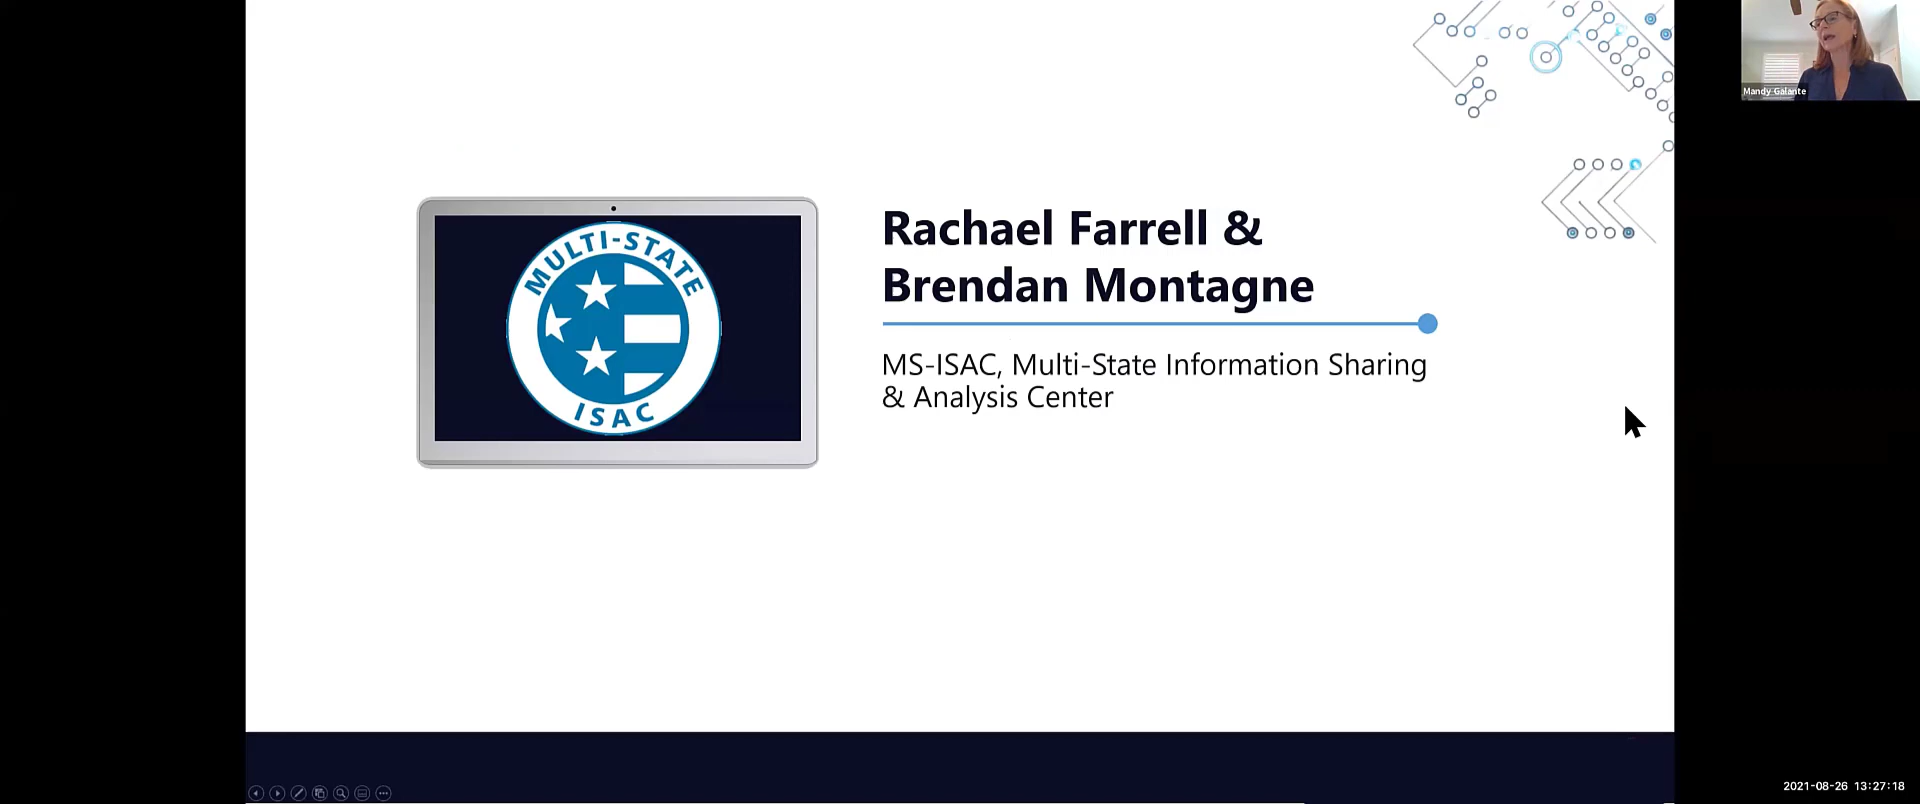 Mandy Galante
MULTI-STATE
ISAC
Rachael Farrell &
Brendan Montagne
MS-ISAC, Multi-State Information Sharing
& Analysis Center
2021-08-26 13:27:18